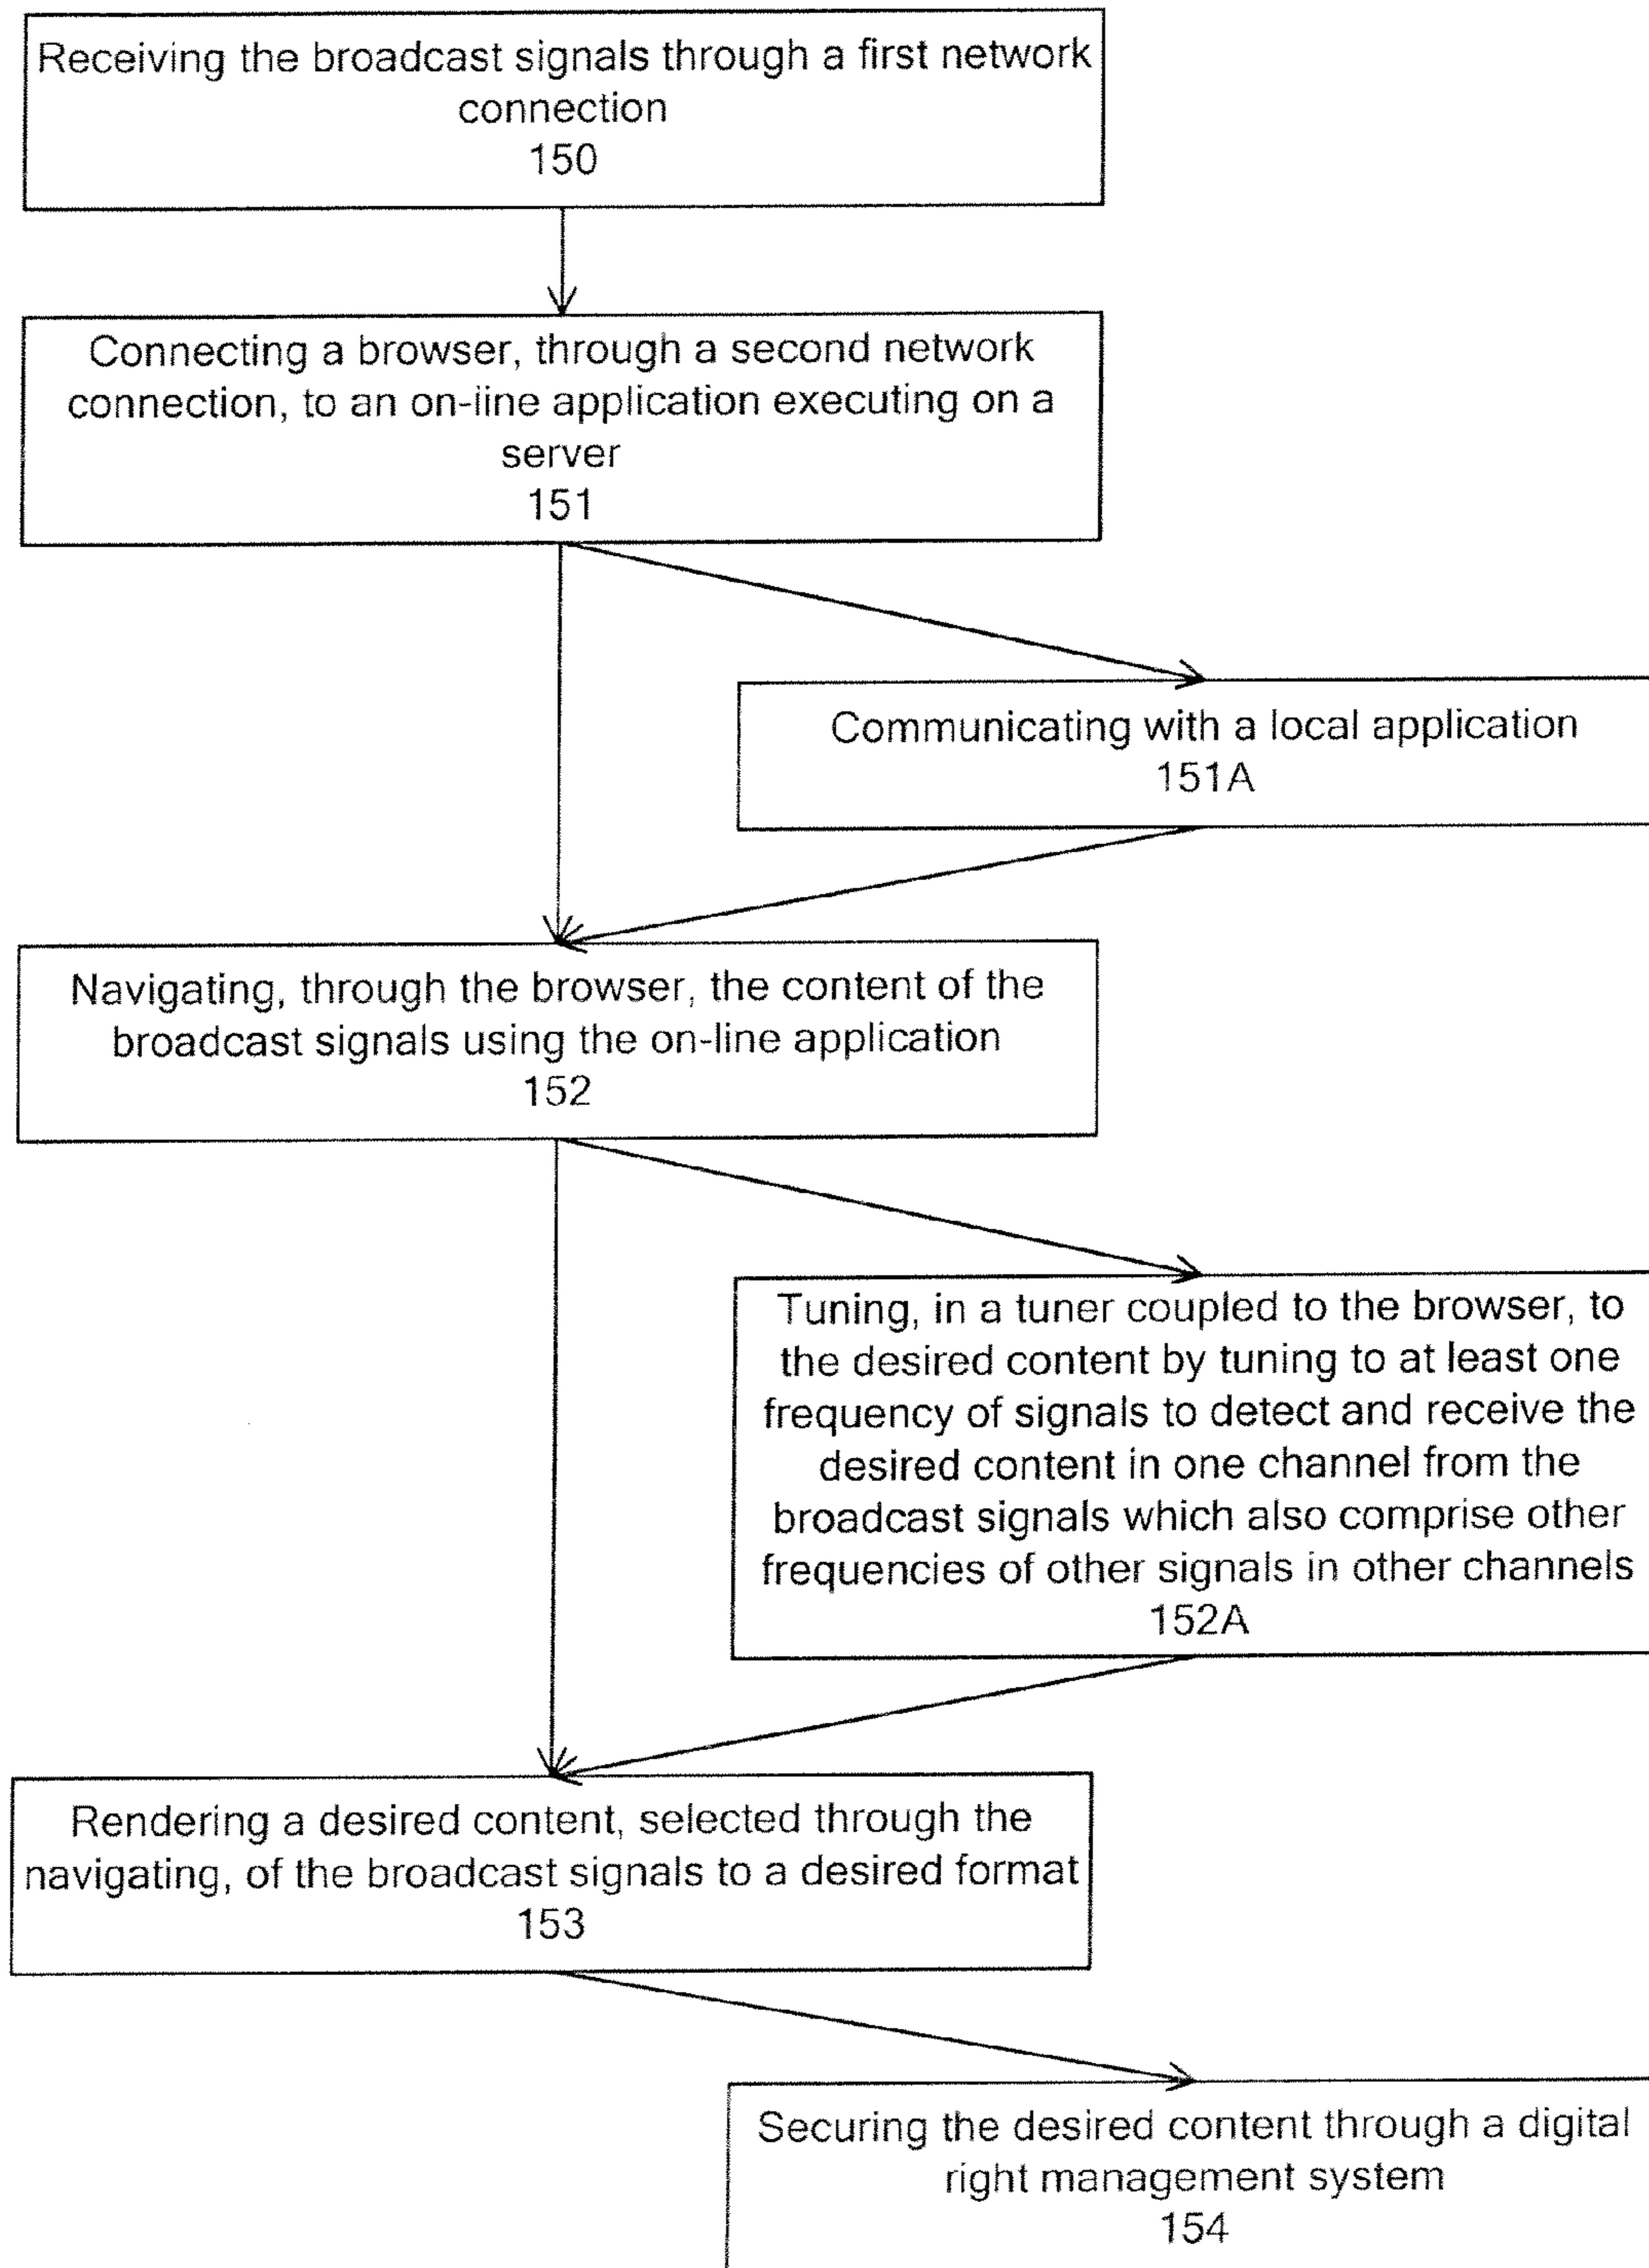 Receiving the broadcast signals through a first network
connection
150
Connecting a browser, through a second network
connection, to an on-line application executing on a
server
151
Communicating with a local application
151A
Navigating, through the browser, the content of the
broadcast signals using the on-line application
152
Tuning, in a tuner coupled to the browser, to
the desired content by tuning to at least one
frequency of signals to detect and receive the
desired content in one channel from the
broadcast signals which also comprise other
frequencies of other signals in other channels
152A
Rendering a desired content, selected through the
navigating, of the broadcast signals to a desired format
153
Securing the desired content through a digital
right management system
154